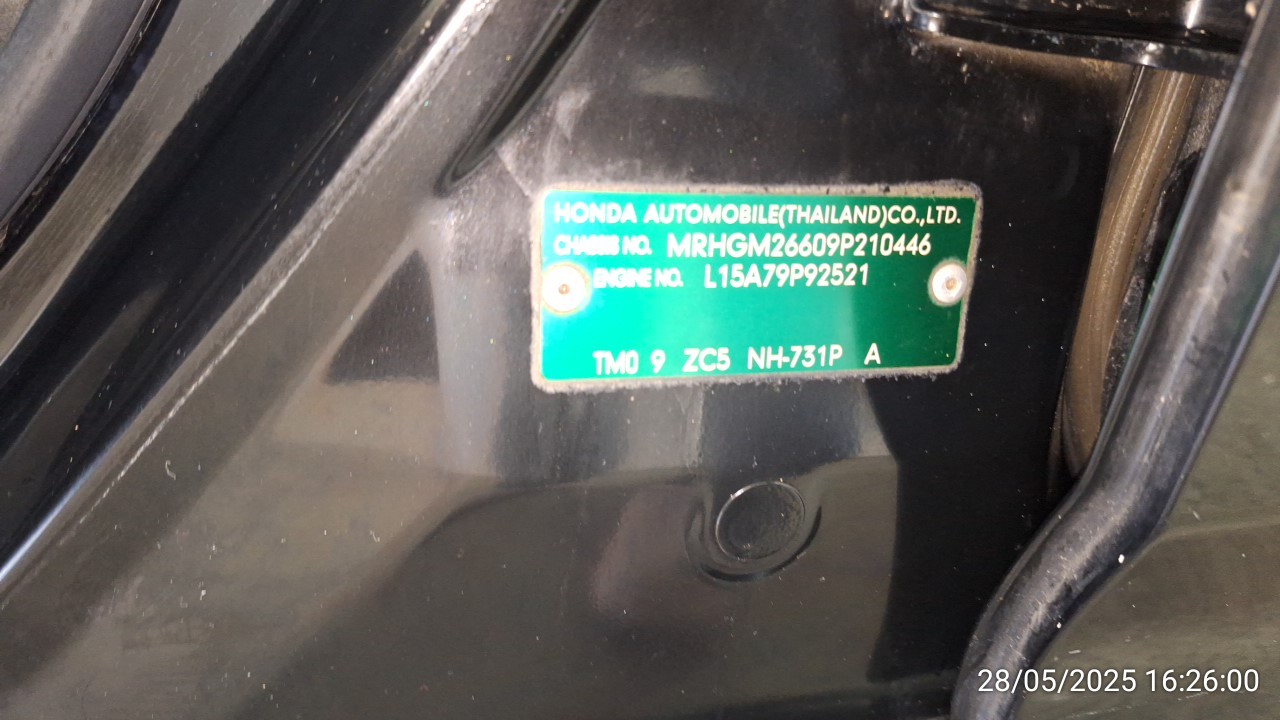 HONDA AUTOMOBILE(THAILAND)CO.,LTD.
CHASSIS NO. MRHGM26609P210446
ENGINE NO. L15A79P92521
TM0 9 ZC5 NH-731P A
28/05/2025 16:26:00